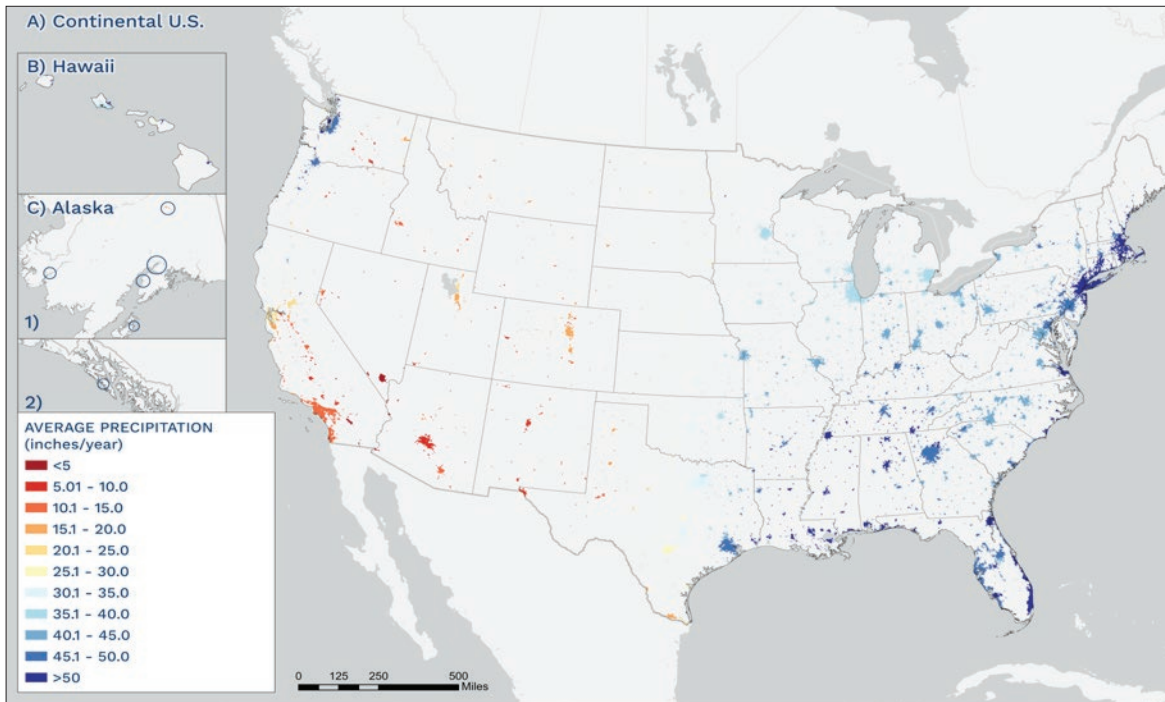 A) Continental U.S.
B) Hawaii
C) Alaska
1)
2)
AVERAGE PRECIPITATION
(inches/year)
<5
5.01 - 10.0
10.1 - 15.0
15.1 - 20.0
20.1 - 25.0
25.1 - 30.0
30.1 - 35.0
35.1 - 40.0
40.1 - 45.0
45.1 - 50.0
>50
0 125 250 500
Miles